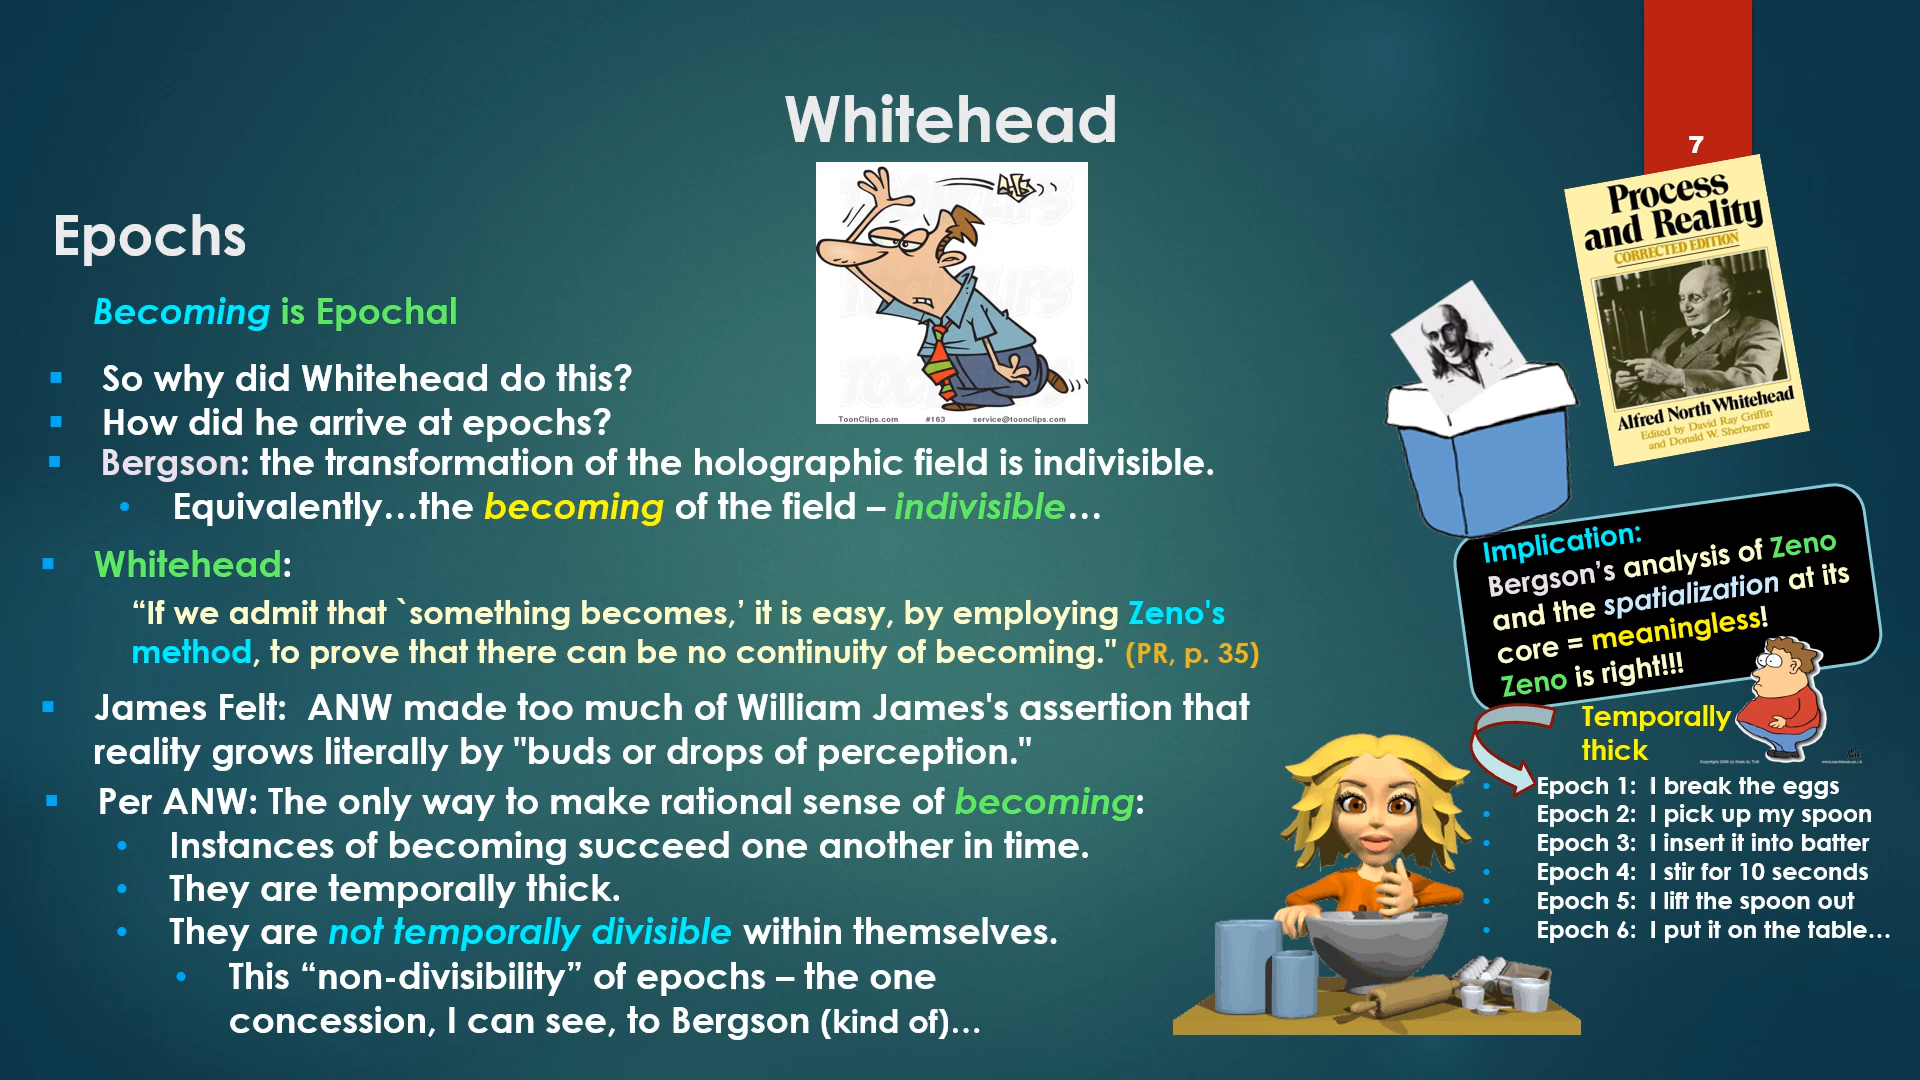 Whitehead
7
Epochs
Becoming is Epochal
So why did Whitehead do this?
How did he arrive at epochs?
Bergson: the transformation of the holographic field is indivisible.
Equivalently…the becoming of the field – indivisible…
Whitehead:
“If we admit that `something becomes,’ it is easy, by employing Zeno's
method, to prove that there can be no continuity of becoming." (PR, p. 35)
James Felt:  ANW made too much of William James's assertion that
reality grows literally by "buds or drops of perception."
Per ANW: The only way to make rational sense of becoming:
Instances of becoming succeed one another in time.
They are temporally thick.
They are not temporally divisible within themselves.
This “non-divisibility” of epochs – the one
concession, I can see, to Bergson (kind of)…
ToonClips.com #163 service@toonclips.com
Process
and Reality
CORRECTED EDITION
Alfred North Whitehead
Edited by David Ray Griffin
and Donald W. Sherburne
Implication:
Bergson’s analysis of Zeno
and the spatialization at its
core = meaningless!
Zeno is right!!!
Temporally
thick
Epoch 1:  I break the eggs
Epoch 2:  I pick up my spoon
Epoch 3:  I insert it into batter
Epoch 4:  I stir for 10 seconds
Epoch 5:  I lift the spoon out
Epoch 6:  I put it on the table…